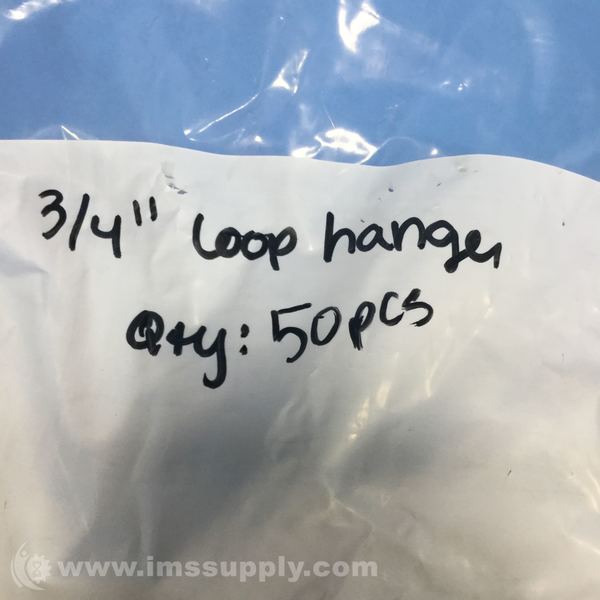 3/4" loop hanger
Qty: 50pcs
www.imssupply.com